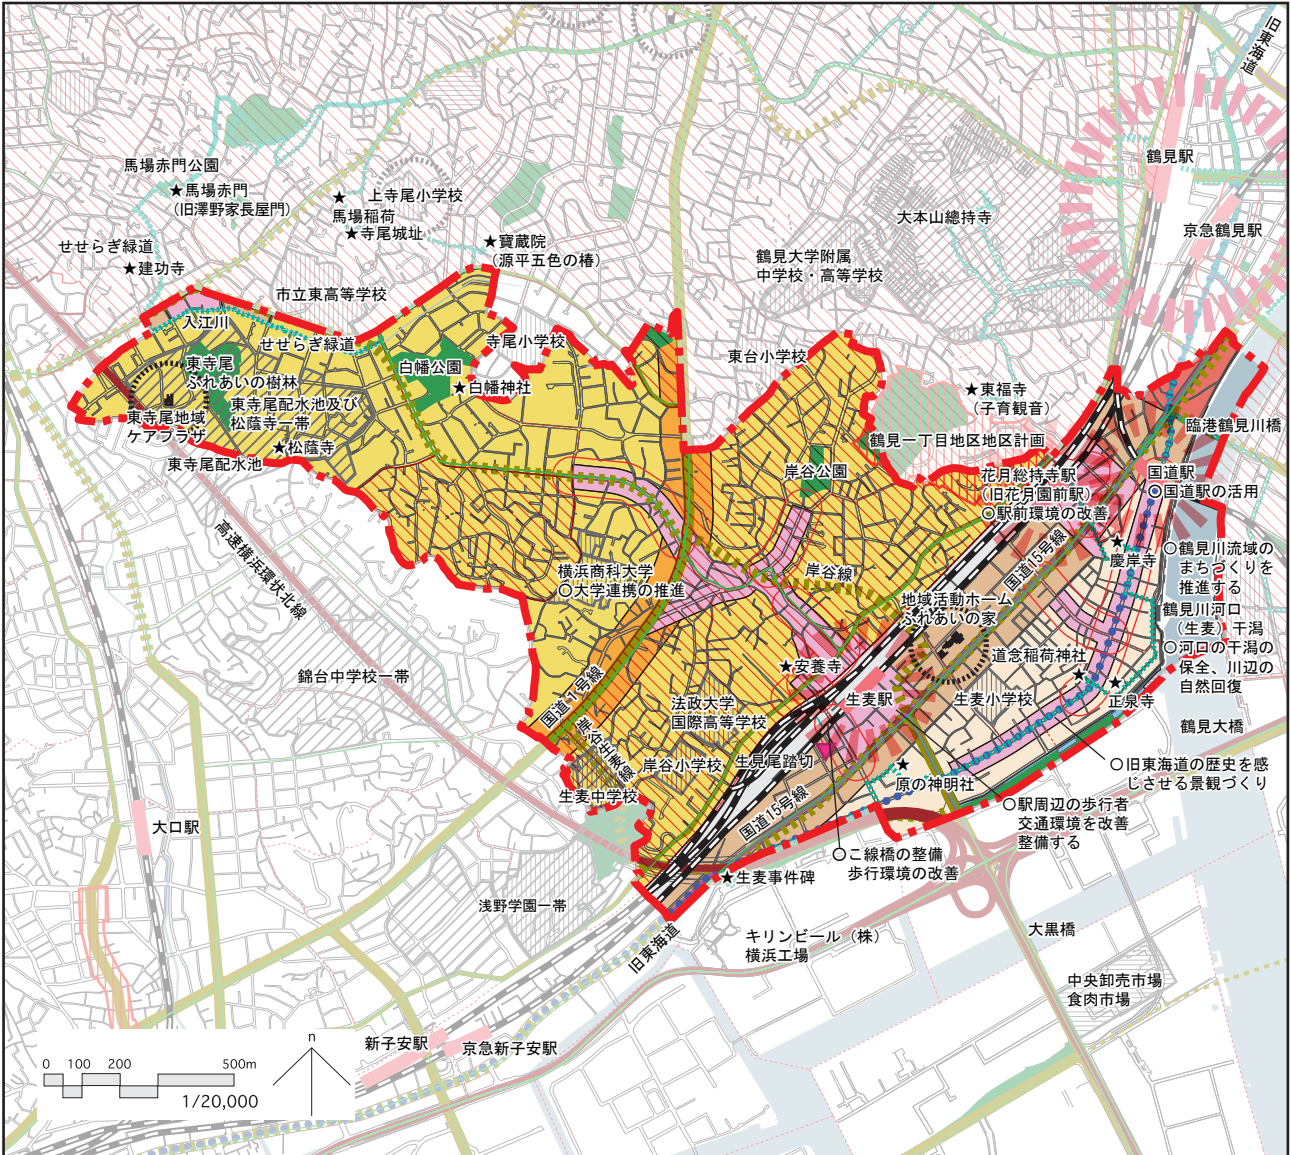 旧東海道
鶴見駅
馬場赤門公園
★馬場赤門
（旧澤野家長屋門）
★
上寺尾小学校
馬場稲荷
★寺尾城址
大本山總持寺
京急鶴見駅
せせらぎ緑道
★建功寺
★寶蔵院
（源平五色の椿）
鶴見大学附属
中学校・高等学校
市立東高等学校
入江川
せせらぎ緑道
寺尾小学校
東寺尾
ふれあいの樹林
白幡公園
★白幡神社
東台小学校
★東福寺
（子育観音）
東寺尾地域
ケアプラザ
東寺尾配水池及び
松蔭寺一帯
★松蔭寺
東寺尾配水池
鶴見一丁目地区地区計画
臨港鶴見川橋
岸谷公園
花月総持寺駅
（旧花月園前駅）
○駅前環境の改善
国道駅
○国道駅の活用
高速横浜環状北線
国道15号線
★
慶岸寺
○鶴見川流域の
まちづくりを
推進する
横浜商科大学
○大学連携の推進
岸谷線
地域活動ホーム
ふれあいの家
鶴見川河口
（生麦）干潟
○河口の干潟の
保全、川辺の
自然回復
錦台中学校一帯
★安養寺
道念稲荷神社
★
★
正泉寺
国道1号線
法政大学
国際高等学校
生麦駅
生麦小学校
鶴見大橋
岸谷生麦線
岸谷小学校
生見尾踏切
★
原の神明社
○旧東海道の歴史を感
じさせる景観づくり
生麦中学校
国道15号線
○駅周辺の歩行者
交通環境を改善
整備する
大口駅
○こ線橋の整備
歩行環境の改善
★生麦事件碑
浅野学園一帯
旧東海道
キリンビール（株）
横浜工場
大黒橋
中央卸売市場
食肉市場
新子安駅
京急新子安駅
n
0 100 200 500m
1/20,000